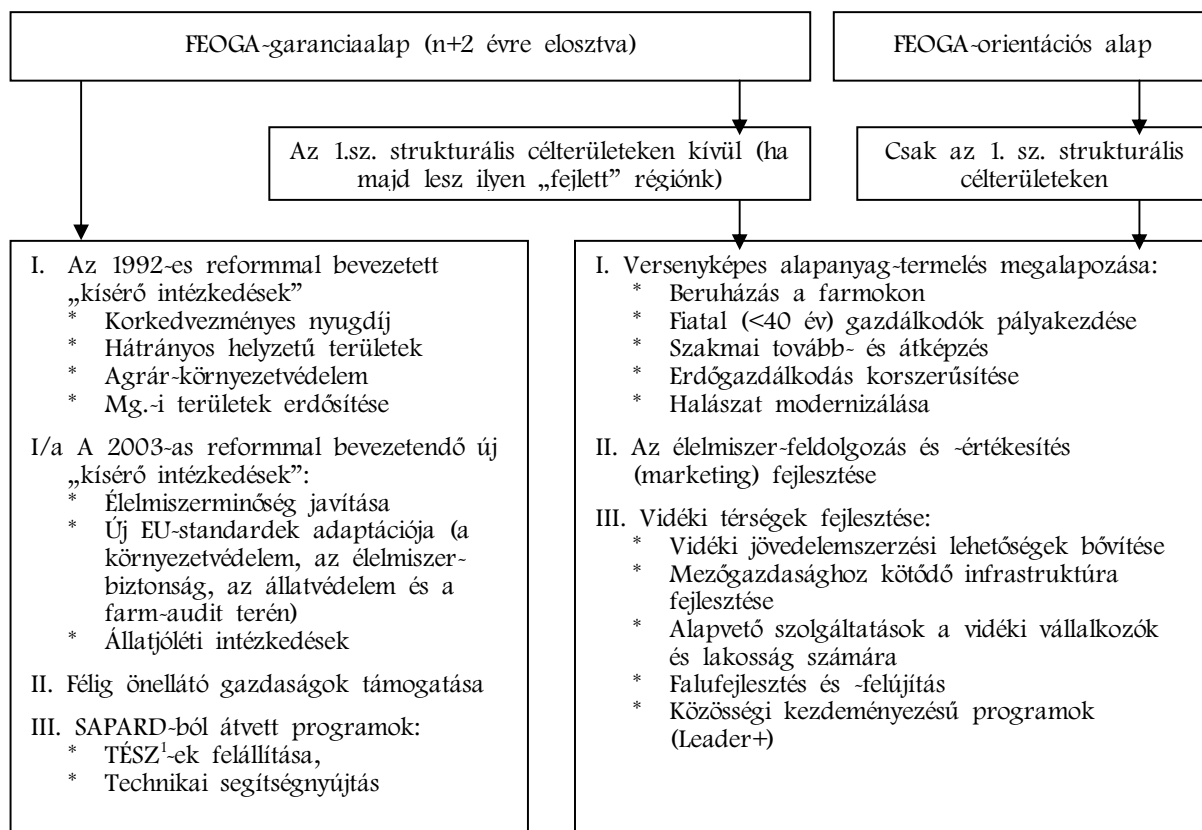 FEOGA-garanciaalap (n+2 évre elosztva)
FEOGA-orientációs alap
Az 1.sz. strukturális célterületeken kívül (ha
majd lesz ilyen „fejlett” régiónk)
Csak az 1. sz. strukturális
célterületeken
I. Az 1992-es reformmal bevezetett
„kísérő intézkedések”
* Korkedvezményes nyugdíj
* Hátrányos helyzetű területek
* Agrár-környezetvédelem
* Mg.-i területek erdősítése
I/a A 2003-as reformmal bevezetendő új
„kísérő intézkedések”:
* Élelmiszerminőség javítása
* Új EU-standardek adaptációja (a
környezetvédelem, az élelmiszer-
biztonság, az állatvédelem és a
farm-audit terén)
* Állatjóléti intézkedések
II. Félig önellátó gazdaságok támogatása
III. SAPARD-ból átvett programok:
* TÉSZ¹-ek felállítása,
* Technikai segítségnyújtás
I. Versenyképes alapanyag-termelés megalapozása:
* Beruházás a farmokon
* Fiatal (<40 év) gazdálkodók pályakezdése
* Szakmai tovább- és átképzés
* Erdőgazdálkodás korszerűsítése
* Halászat modernizálása
II. Az élelmiszer-feldolgozás és -értékesítés
(marketing) fejlesztése
III. Vidéki térségek fejlesztése:
* Vidéki jövedelemszerzési lehetőségek bővítése
* Mezőgazdasághoz kötődő infrastruktúra
fejlesztése
* Alapvető szolgáltatások a vidéki vállalkozók
és lakosság számára
* Falufejlesztés és -felújítás
* Közösségi kezdeményezésű programok
(Leader+)